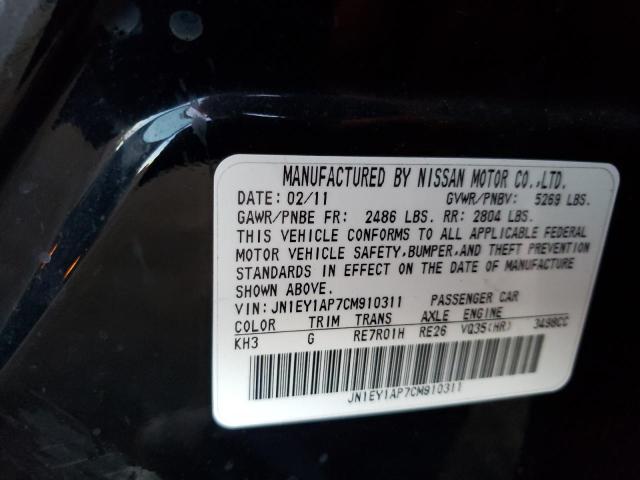 MANUFACTURED BY NISSAN MOTOR CO.,LTD.
DATE: 02/11 GVWR/PNBV: 5269 LBS.
GAWR/PNBE FR: 2486 LBS. RR: 2804 LBS.
THIS VEHICLE CONFORMS TO ALL APPLICABLE FEDERAL
MOTOR VEHICLE SAFETY,BUMPER,AND THEFT PREVENTION
STANDARDS IN EFFECT ON THE DATE OF MANUFACTURE
SHOWN ABOVE.
VIN: JN1EY1AP7CM910311 PASSENGER CAR
COLOR TRIM TRANS AXLE ENGINE
KH3 G RE7R01H RE26 VQ35(HR) 3498CC
JN1EY1AP7CM910311